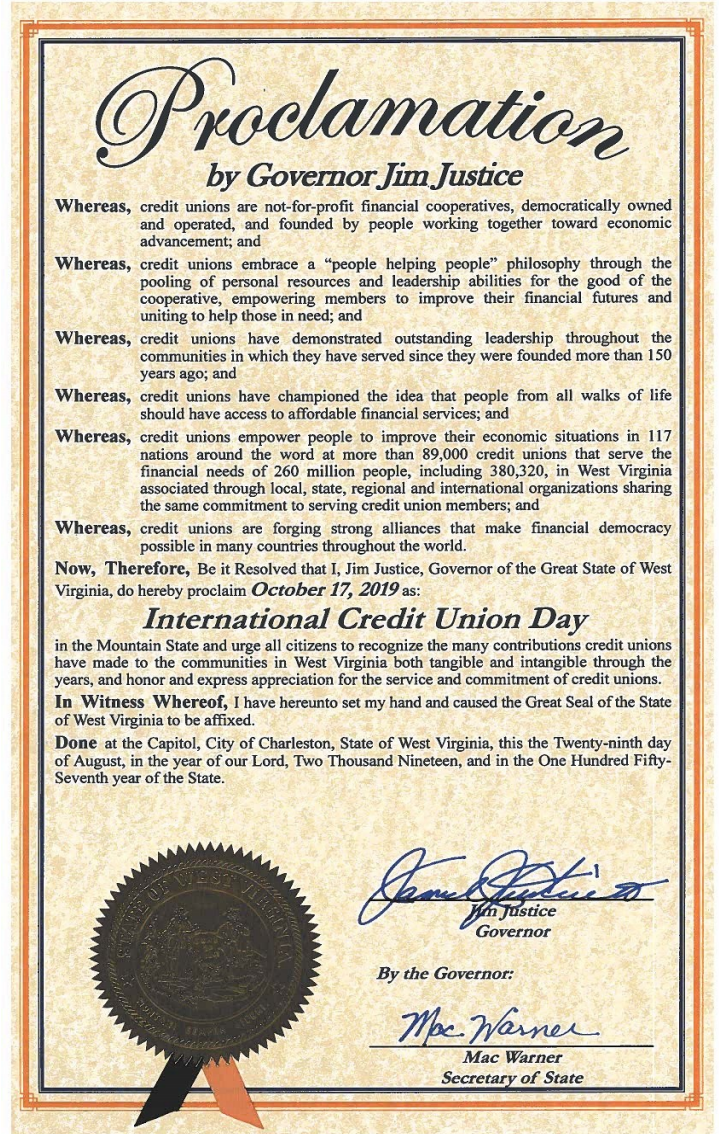 Proclamation
by Governor Jim Justice
Whereas, credit unions are not-for-profit financial cooperatives, democratically owned
and operated, and founded by people working together toward economic
advancement; and
Whereas, credit unions embrace a “people helping people” philosophy through the
pooling of personal resources and leadership abilities for the good of the
cooperative, empowering members to improve their financial futures and
uniting to help those in need; and
Whereas, credit unions have demonstrated outstanding leadership throughout the
communities in which they have served since they were founded more than 150
years ago; and
Whereas, credit unions have championed the idea that people from all walks of life
should have access to affordable financial services; and
Whereas, credit unions empower people to improve their economic situations in 117
nations around the word at more than 89,000 credit unions that serve the
financial needs of 260 million people, including 380,320, in West Virginia
associated through local, state, regional and international organizations sharing
the same commitment to serving credit union members; and
Whereas, credit unions are forging strong alliances that make financial democracy
possible in many countries throughout the world.
Now, Therefore, Be it Resolved that I, Jim Justice, Governor of the Great State of West
Virginia, do hereby proclaim October 17, 2019 as:
International Credit Union Day
in the Mountain State and urge all citizens to recognize the many contributions credit unions
have made to the communities in West Virginia both tangible and intangible through the
years, and honor and express appreciation for the service and commitment of credit unions.
In Witness Whereof, I have hereunto set my hand and caused the Great Seal of the State
of West Virginia to be affixed.
Done at the Capitol, City of Charleston, State of West Virginia, this the Twenty-ninth day
of August, in the year of our Lord, Two Thousand Nineteen, and in the One Hundred Fifty-
Seventh year of the State.
STATE OF WEST VIRGINIA
Jim Justice
Governor
By the Governor:
Mac Warner
Mac Warner
Secretary of State